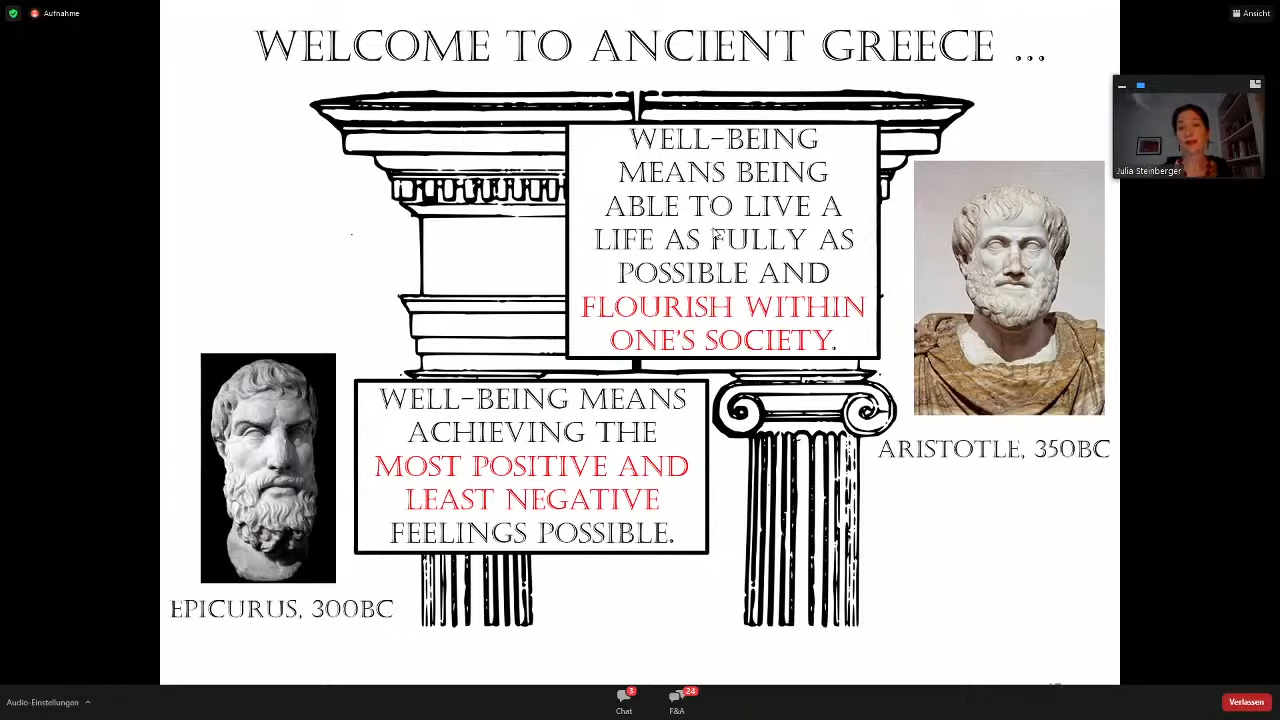 Aufnahme
Ansicht
WELCOME TO ANCIENT GREECE ...
WELL-BEING
MEANS BEING
ABLE TO LIVE A
LIFE AS FULLY AS
POSSIBLE AND
FLOURISH WITHIN
ONE'S SOCIETY.
Julia Steinberger
ARISTOTLE, 350BC
WELL-BEING MEANS
ACHIEVING THE
MOST POSITIVE AND
LEAST NEGATIVE
FEELINGS POSSIBLE.
EPICURUS, 300BC
Audio-Einstellungen
3
Chat
24
F&A
Verlassen